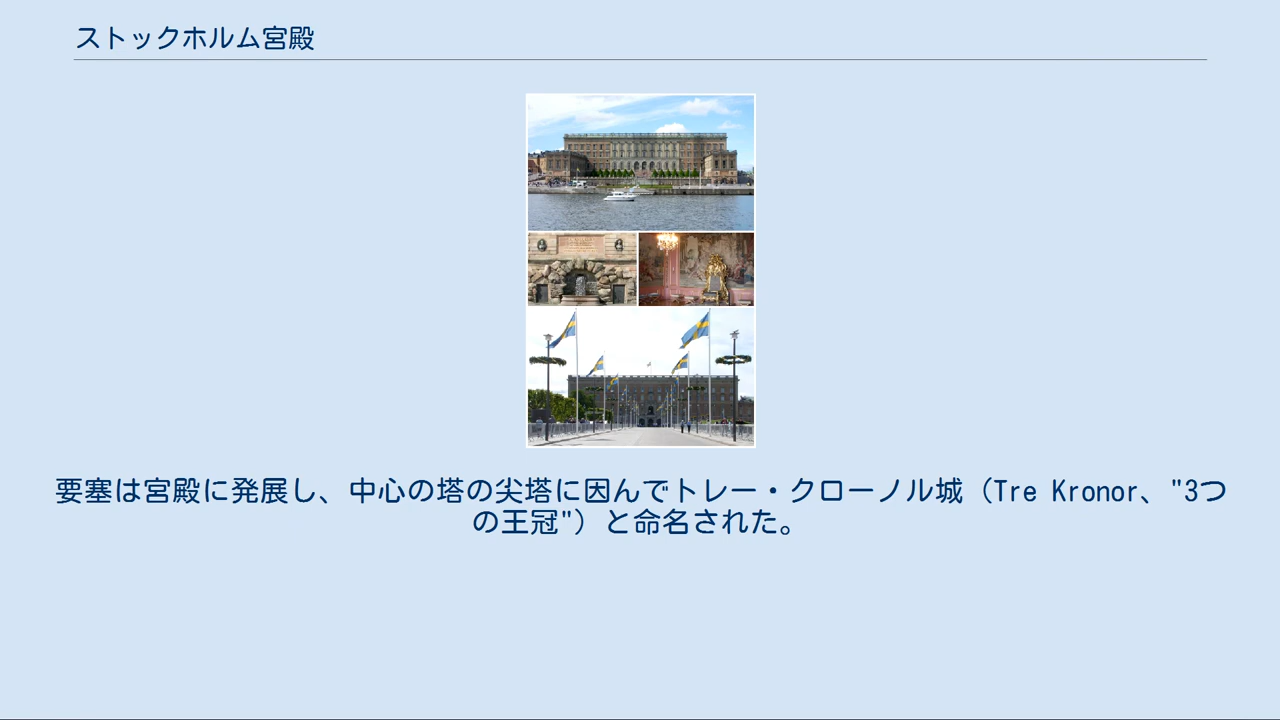 ストックホルム宮殿
要塞は宮殿に発展し、中心の塔の尖塔に因んでトレー・クローノル城（Tre Kronor、"3つ
の王冠"）と命名された。